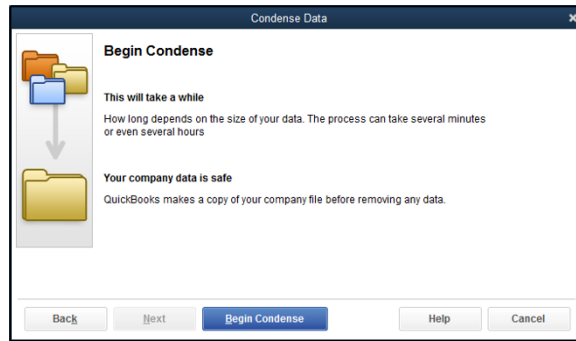 Condense Data
Begin Condense
This will take a while
How long depends on the size of your data. The process can take several minutes
or even several hours
Your company data is safe
QuickBooks makes a copy of your company file before removing any data.
Back
Next
Begin Condense
Help
Cancel